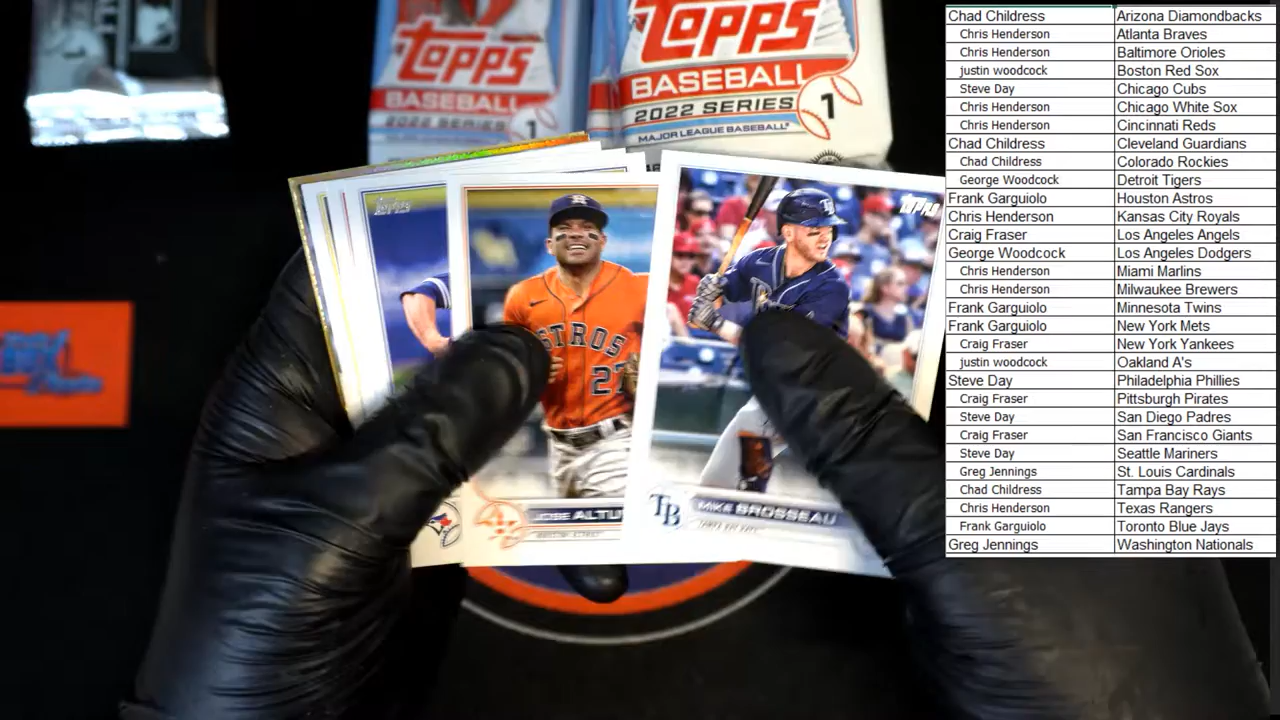 TOPPS
BASEBALL
2022 SERIES 1
TOPPS
BASEBALL
2022 SERIES 1
MAJOR LEAGUE BASEBALL
Topps
ASTROS
27
JOSE ALTU
TB
MIKE BROSSEAU
Chad Childress Arizona Diamondbacks
Chris Henderson Atlanta Braves
Chris Henderson Baltimore Orioles
justin woodcock Boston Red Sox
Steve Day Chicago Cubs
Chris Henderson Chicago White Sox
Chris Henderson Cincinnati Reds
Chad Childress Cleveland Guardians
Chad Childress Colorado Rockies
George Woodcock Detroit Tigers
Frank Garguiolo Houston Astros
Chris Henderson Kansas City Royals
Craig Fraser Los Angeles Angels
George Woodcock Los Angeles Dodgers
Chris Henderson Miami Marlins
Chris Henderson Milwaukee Brewers
Frank Garguiolo Minnesota Twins
Frank Garguiolo New York Mets
Craig Fraser New York Yankees
justin woodcock Oakland A's
Steve Day Philadelphia Phillies
Craig Fraser Pittsburgh Pirates
Steve Day San Diego Padres
Craig Fraser San Francisco Giants
Steve Day Seattle Mariners
Greg Jennings St. Louis Cardinals
Chad Childress Tampa Bay Rays
Chris Henderson Texas Rangers
Frank Garguiolo Toronto Blue Jays
Greg Jennings Washington Nationals